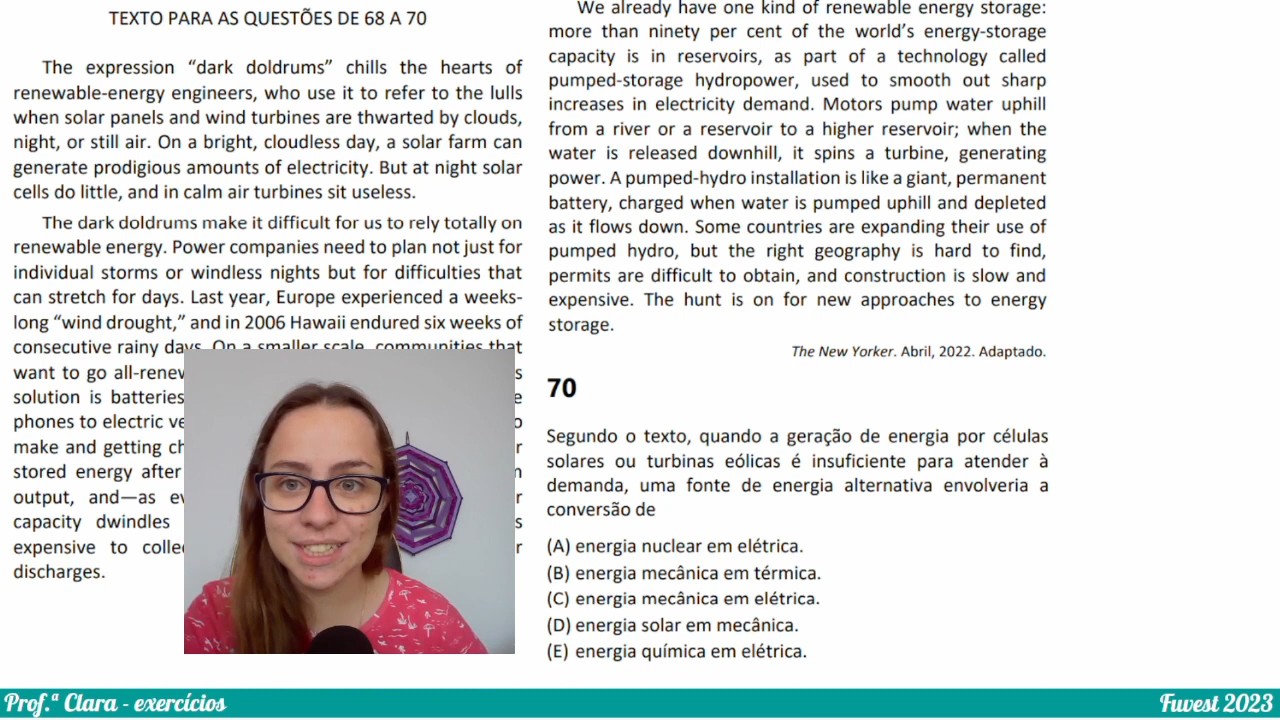 TEXTO PARA AS QUESTÕES DE 68 A 70
The expression “dark doldrums” chills the hearts of
renewable-energy engineers, who use it to refer to the lulls
when solar panels and wind turbines are thwarted by clouds,
night, or still air. On a bright, cloudless day, a solar farm can
generate prodigious amounts of electricity. But at night solar
cells do little, and in calm air turbines sit useless.
The dark doldrums make it difficult for us to rely totally on
renewable energy. Power companies need to plan not just for
individual storms or windless nights but for difficulties that
can stretch for days. Last year, Europe experienced a weeks-
long “wind drought,” and in 2006 Hawaii endured six weeks of
consecutive rainy days. On a smaller scale, communities that
want to go all-renew
solution is batteries
phones to electric ve
make and getting ch
stored energy after
output, and—as ev
capacity dwindles
expensive to colle
discharges.
We already have one kind of renewable energy storage:
more than ninety per cent of the world’s energy-storage
capacity is in reservoirs, as part of a technology called
pumped-storage hydropower, used to smooth out sharp
increases in electricity demand. Motors pump water uphill
from a river or a reservoir to a higher reservoir; when the
water is released downhill, it spins a turbine, generating
power. A pumped-hydro installation is like a giant, permanent
battery, charged when water is pumped uphill and depleted
as it flows down. Some countries are expanding their use of
pumped hydro, but the right geography is hard to find,
permits are difficult to obtain, and construction is slow and
expensive. The hunt is on for new approaches to energy
storage.
The New Yorker. Abril, 2022. Adaptado.
70
Segundo o texto, quando a geração de energia por células
solares ou turbinas eólicas é insuficiente para atender à
demanda, uma fonte de energia alternativa envolveria a
conversão de
(A) energia nuclear em elétrica.
(B) energia mecânica em térmica.
(C) energia mecânica em elétrica.
(D) energia solar em mecânica.
(E) energia química em elétrica.
Prof.ª Clara - exercícios
Fuvest 2023